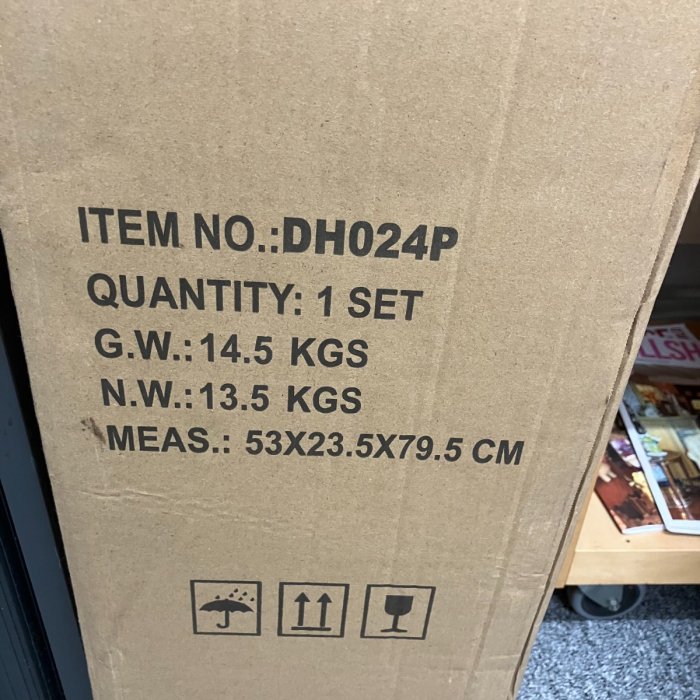 ITEM NO.:DH024P
QUANTITY: 1 SET
G.W.:14.5 KGS
N.W.:13.5 KGS
MEAS.: 53X23.5X79.5 CM